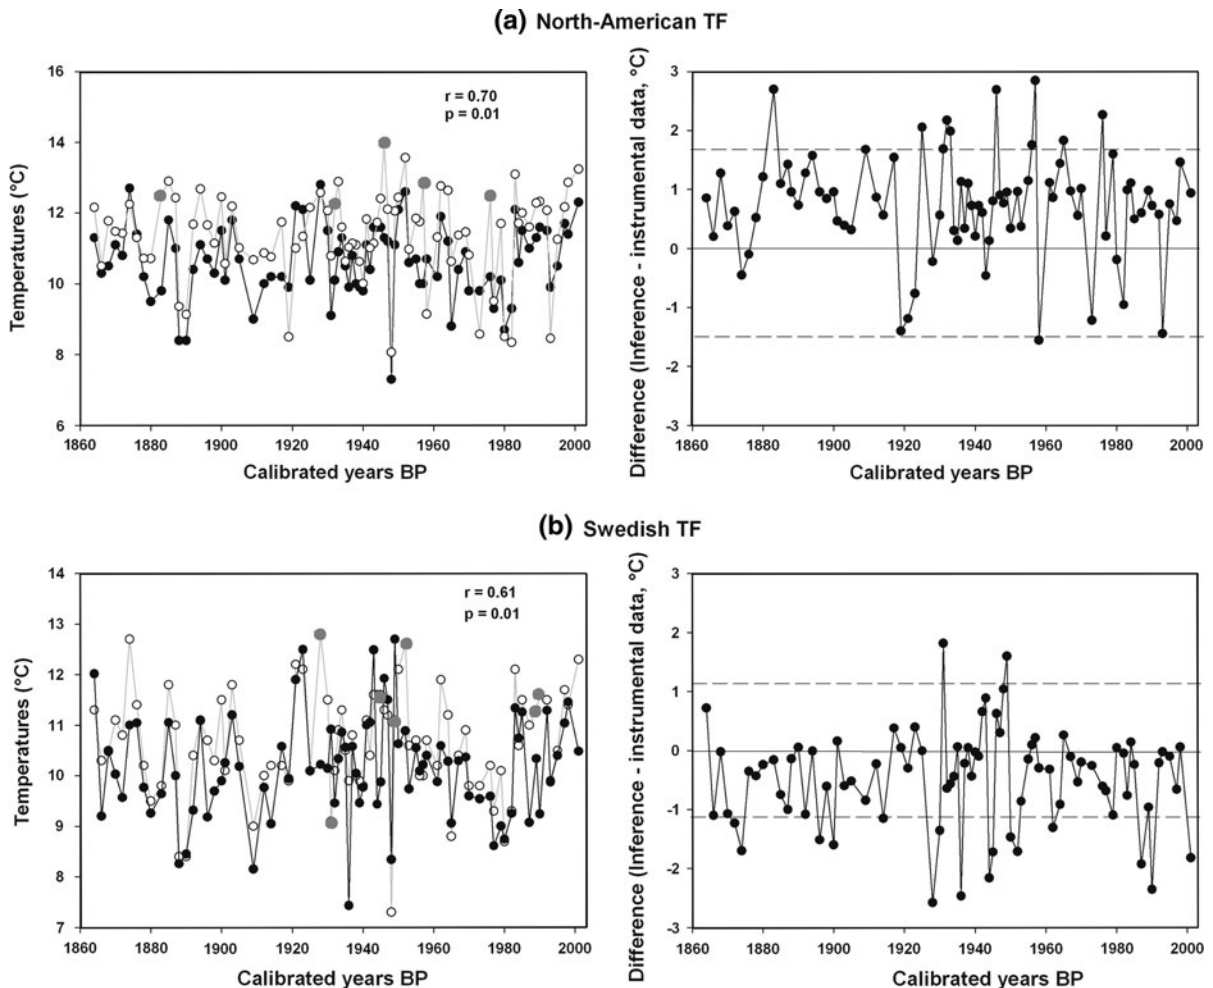 (a) North-American TF
Temperatures (°C)
16
14
12
10
8
6
r = 0.70
p = 0.01
1860 1880 1900 1920 1940 1960 1980 2000
Calibrated years BP
Difference (Inference - instrumental data, °C)
3
2
1
0
-1
-2
-3
1860 1880 1900 1920 1940 1960 1980 2000
Calibrated years BP
(b) Swedish TF
Temperatures (°C)
14
13
12
11
10
9
8
7
r = 0.61
p = 0.01
1860 1880 1900 1920 1940 1960 1980 2000
Calibrated years BP
Difference (Inference - instrumental data, °C)
3
2
1
0
-1
-2
-3
1860 1880 1900 1920 1940 1960 1980 2000
Calibrated years BP